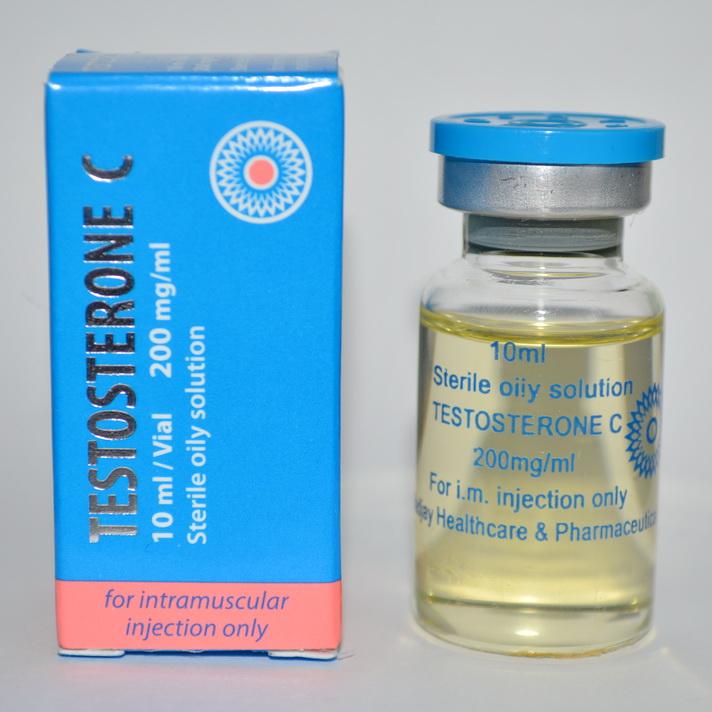 TESTOSTERONE C
10 ml / Vial 200 mg/ml
Sterile oily solution
for intramuscular
injection only
10ml
Sterile oily solution
TESTOSTERONE C
200mg/ml
For i.m. injection only
Healthcare & Pharmaceutica